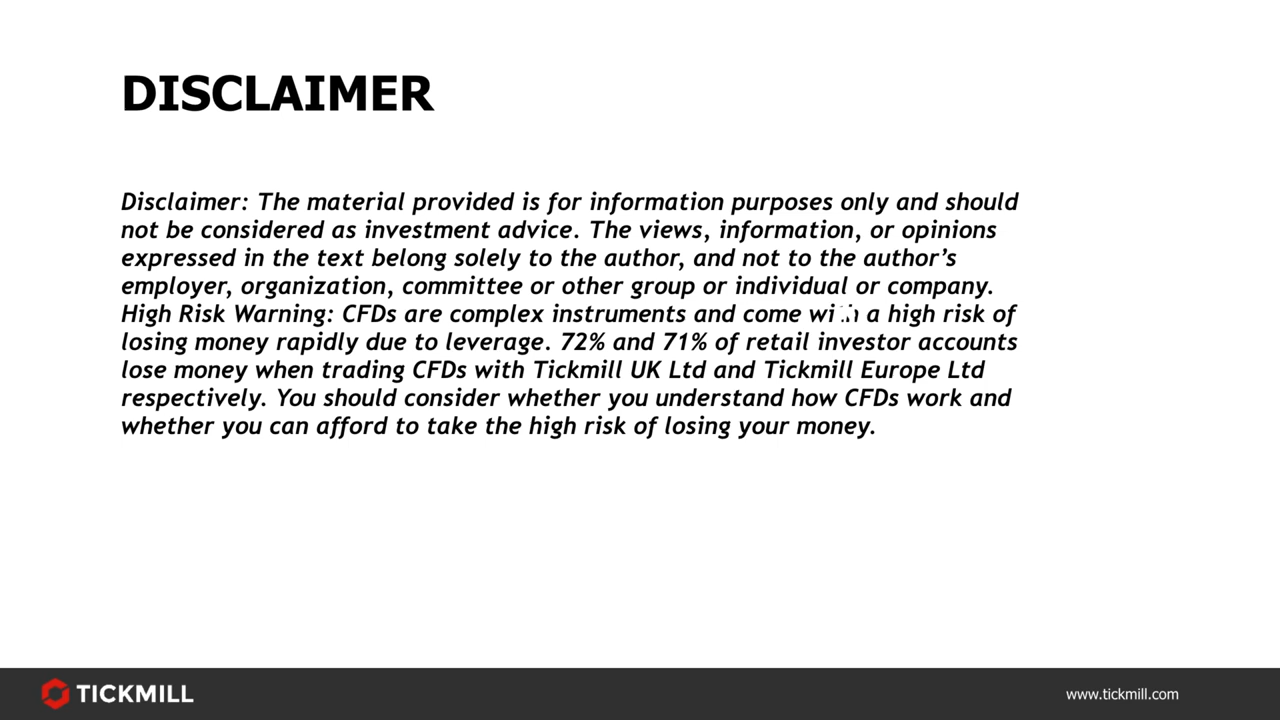 DISCLAIMER
Disclaimer: The material provided is for information purposes only and should
not be considered as investment advice. The views, information, or opinions
expressed in the text belong solely to the author, and not to the author’s
employer, organization, committee or other group or individual or company.
High Risk Warning: CFDs are complex instruments and come with a high risk of
losing money rapidly due to leverage. 72% and 71% of retail investor accounts
lose money when trading CFDs with Tickmill UK Ltd and Tickmill Europe Ltd
respectively. You should consider whether you understand how CFDs work and
whether you can afford to take the high risk of losing your money.
TICKMILL
www.tickmill.com